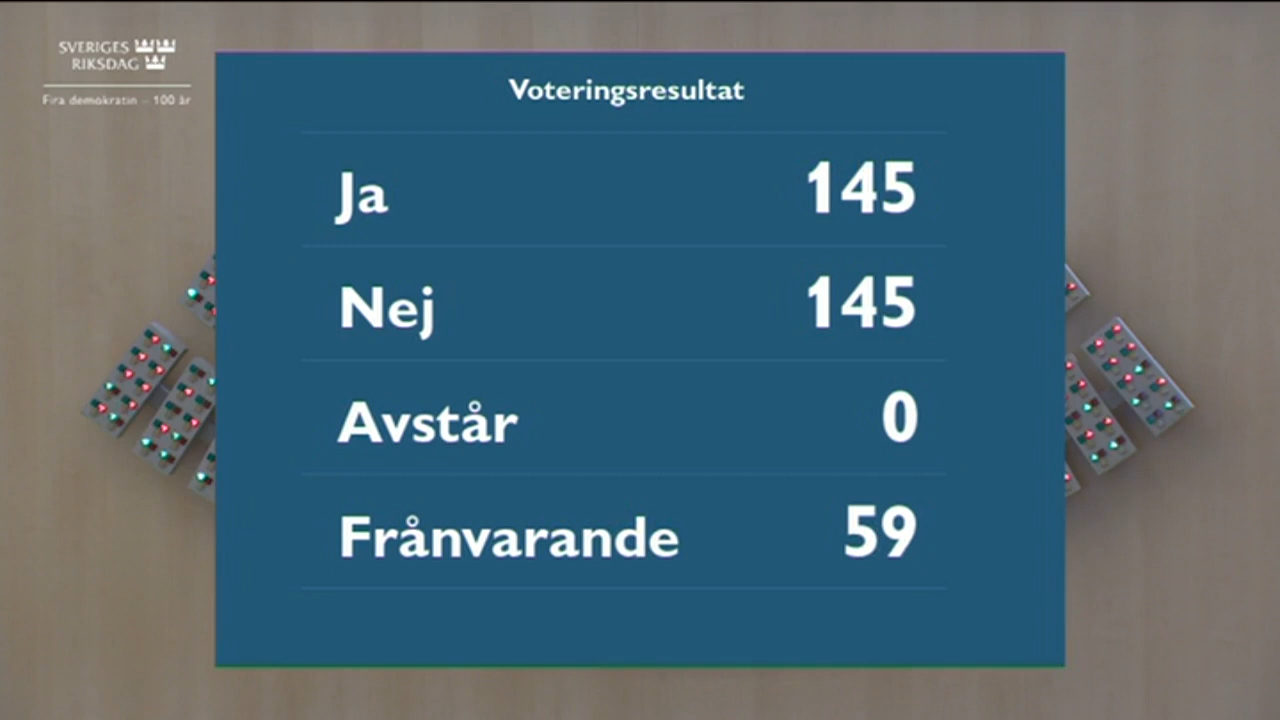 SVERIGES
RIKSDAG
Fira demokratin – 100 år
Voteringsresultat
Ja 145
Nej 145
Avstår 0
Frånvarande 59